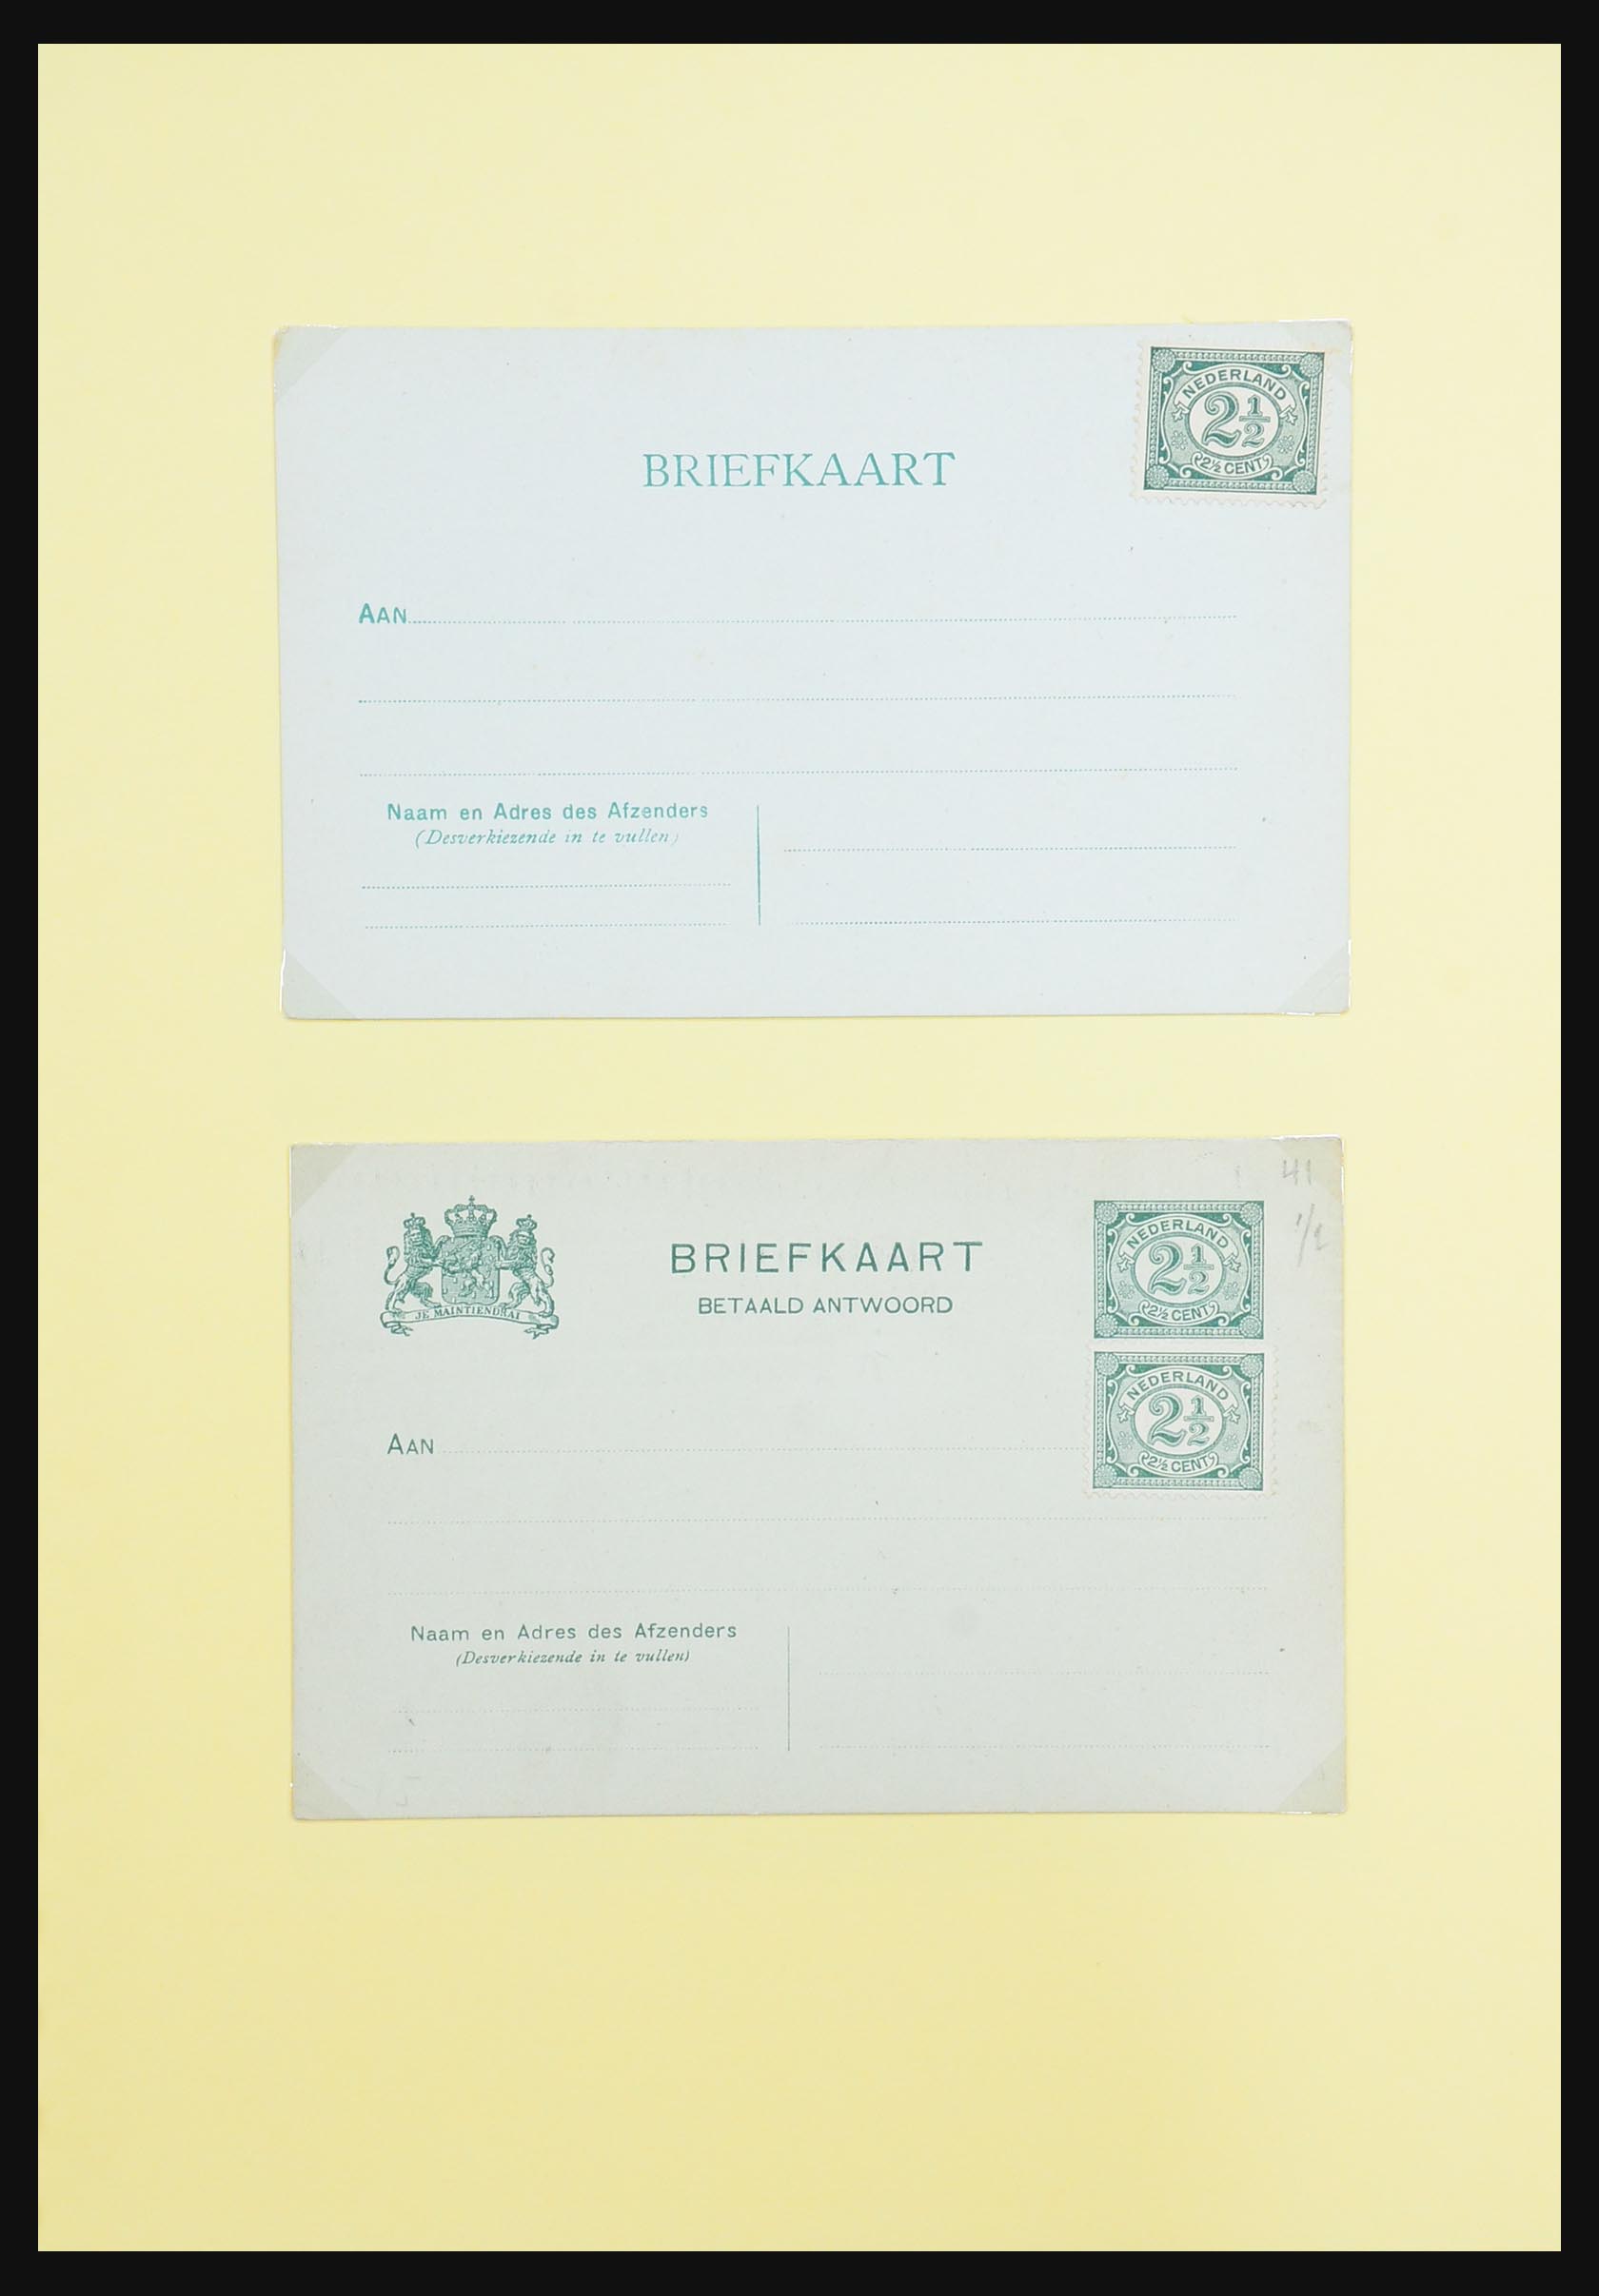 NEDERLAND
2½
2½ CENT
BRIEFKAART
AAN
Naam en Adres des Afzenders
(Desverkiezende in te vullen)
41
1/2
JE MAINTIENDRAI
BRIEFKAART
BETAALD ANTWOORD
NEDERLAND
2½
2½ CENT
NEDERLAND
2½
2½ CENT
AAN
Naam en Adres des Afzenders
(Desverkiezende in te vullen)